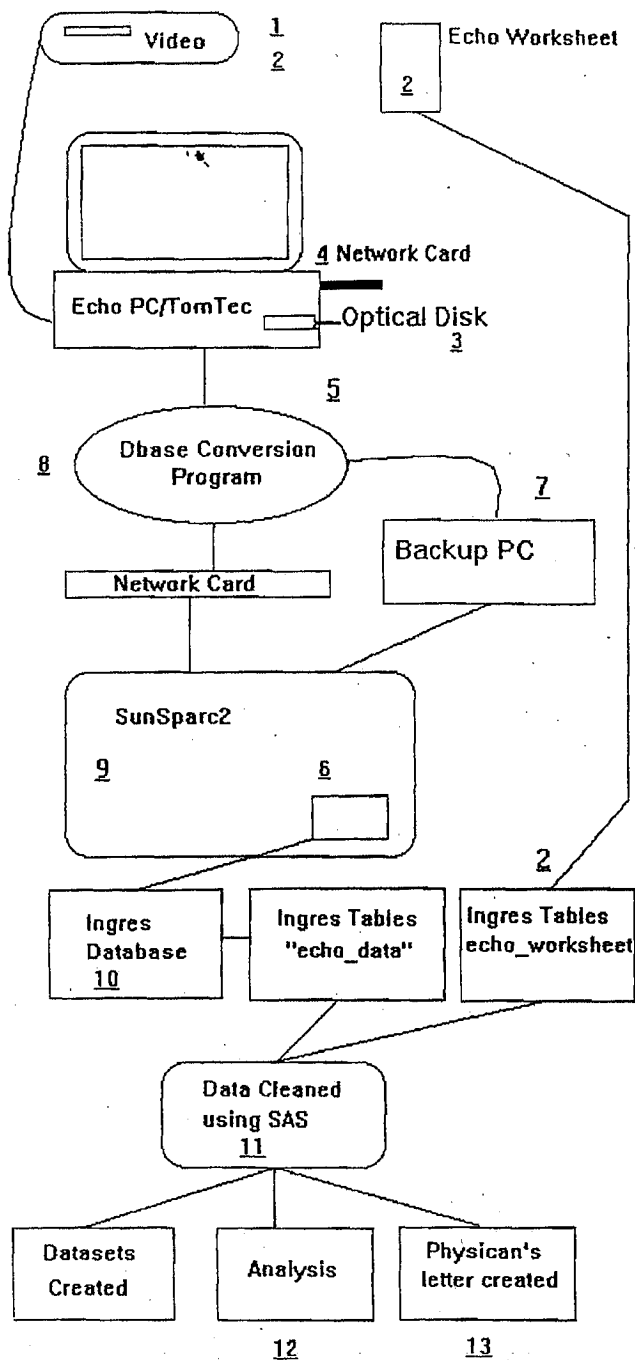 Video
1
2
Echo Worksheet
2
4 Network Card
Echo PC/TomTec
Optical Disk
3
5
Dbase Conversion
Program
8
7
Backup PC
Network Card
SunSparc2
9
6
2
Ingres
Database
10
Ingres Tables
"echo_data"
Ingres Tables
echo_worksheet
Data Cleaned
using SAS
11
Datasets
Created
Analysis
Physican's
letter created
12
13